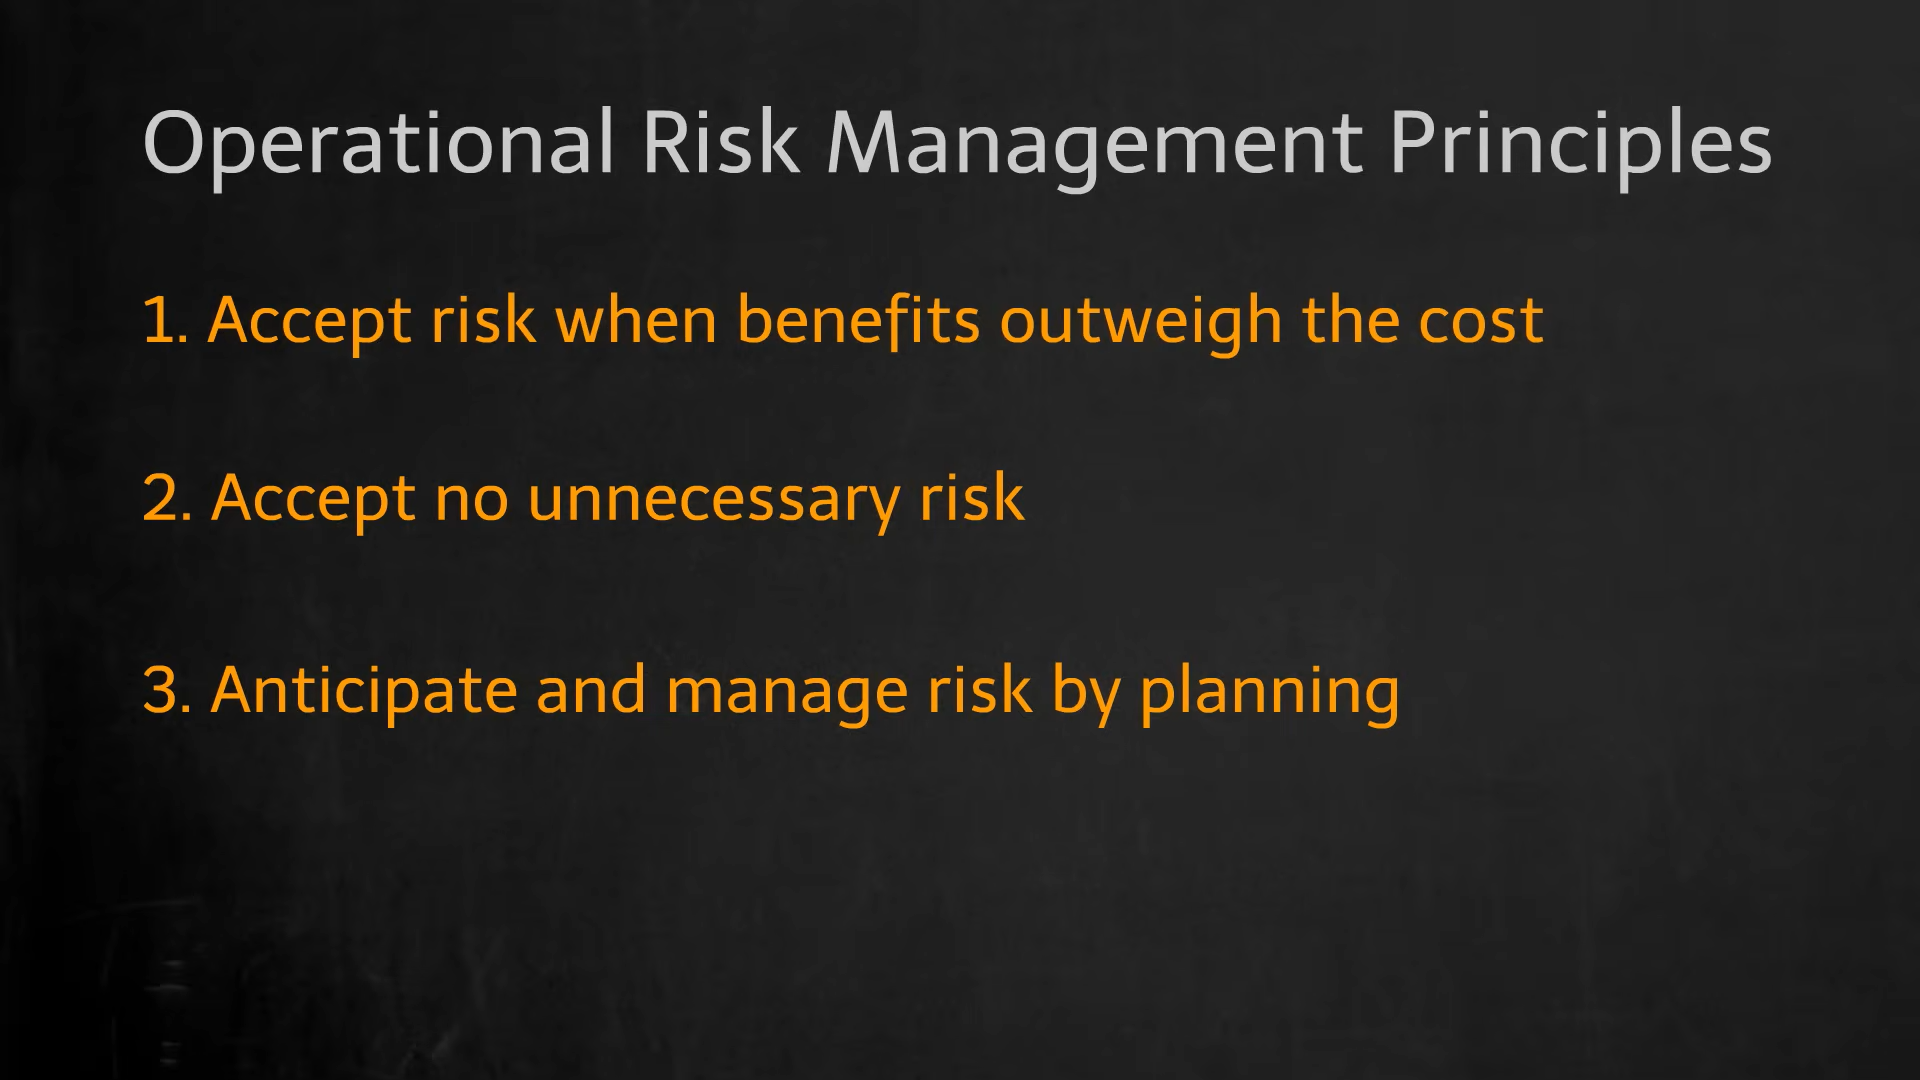 Operational Risk Management Principles
1. Accept risk when benefits outweigh the cost
2. Accept no unnecessary risk
3. Anticipate and manage risk by planning